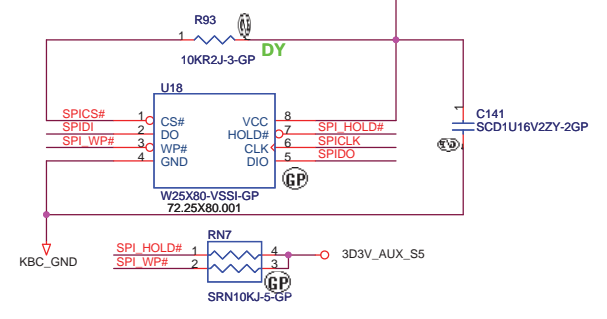 R93
1
DY
10KR2J-3-GP
U18
SPICS#
1
CS#
VCC
8
SPIDI
2
DO
HOLD#
7
SPI_HOLD#
SPI_WP#
3
WP#
CLK
6
SPICLK
4
GND
DIO
5
SPIDO
1
C141
SCD1U16V2ZY-2GP
GP
W25X80-VSSI-GP
72.25X80.001
KBC_GND
RN7
SPI_HOLD#
1
4
SPI_WP#
2
3
3D3V_AUX_S5
GP
SRN10KJ-5-GP